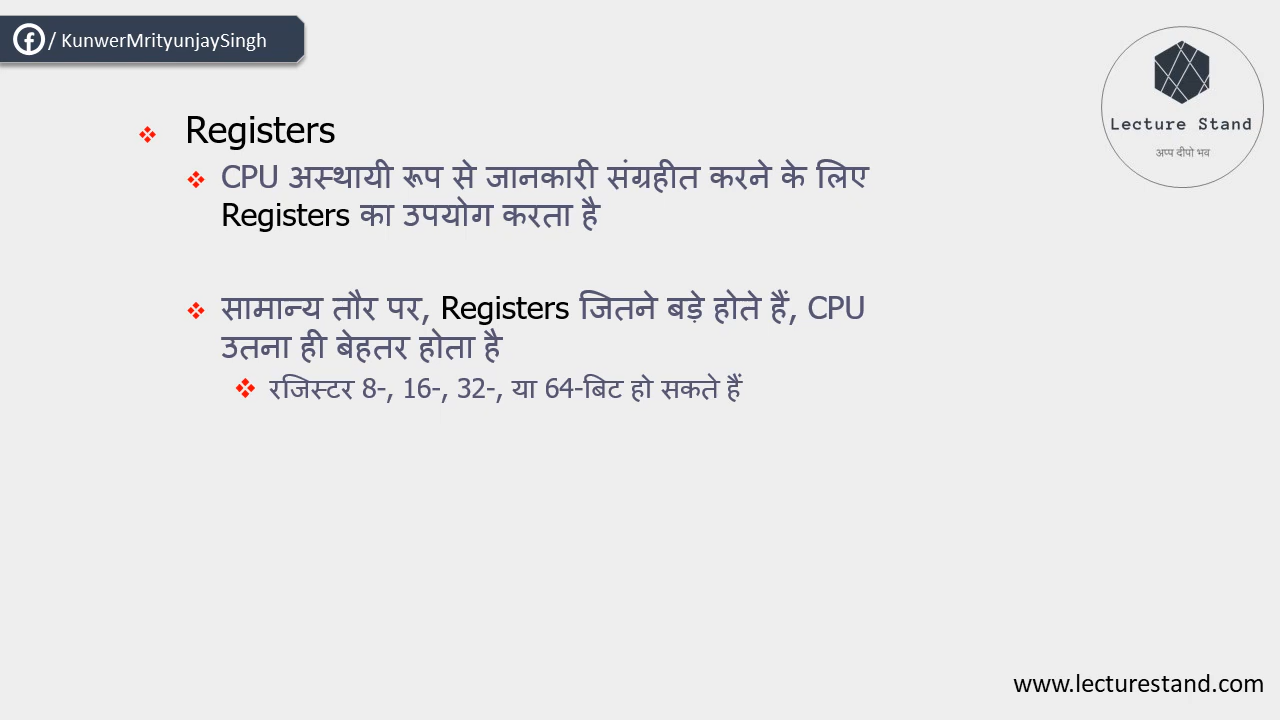 / KunwerMrityunjaySingh
Lecture Stand
अप्प दीपो भव
Registers
CPU अस्थायी रूप से जानकारी संग्रहीत करने के लिए
Registers का उपयोग करता है
सामान्य तौर पर, Registers जितने बड़े होते हैं, CPU
उतना ही बेहतर होता है
रजिस्टर 8-, 16-, 32-, या 64-बिट हो सकते हैं
www.lecturestand.com